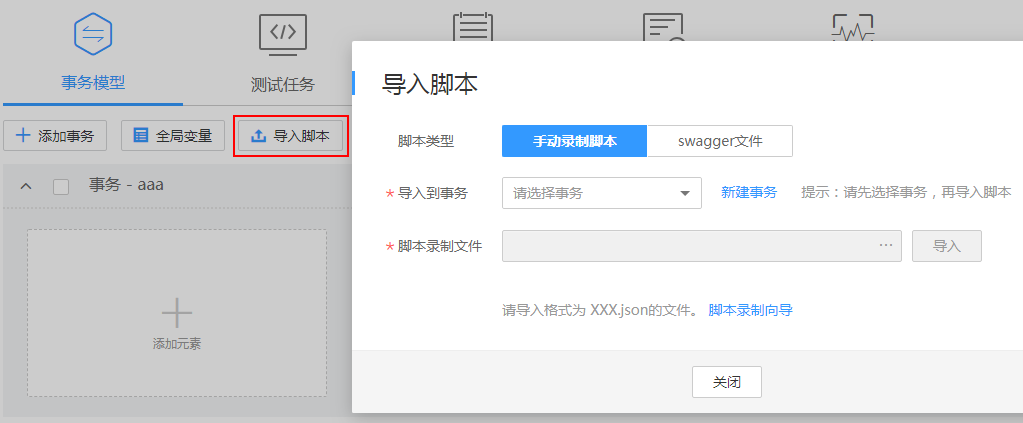 事务模型
测试任务
添加事务
全局变量
导入脚本
事务 - aaa
添加元素
导入脚本
脚本类型
手动录制脚本
swagger文件
* 导入到事务
请选择事务
新建事务
提示：请先选择事务，再导入脚本
* 脚本录制文件
...
导入
请导入格式为 XXX.json的文件。 脚本录制向导
关闭